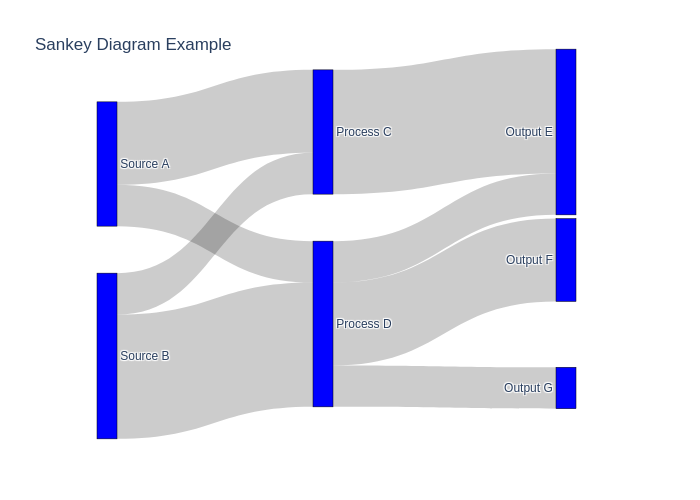 Sankey Diagram Example
Source A
Source B
Process C
Process D
Output E
Output F
Output G